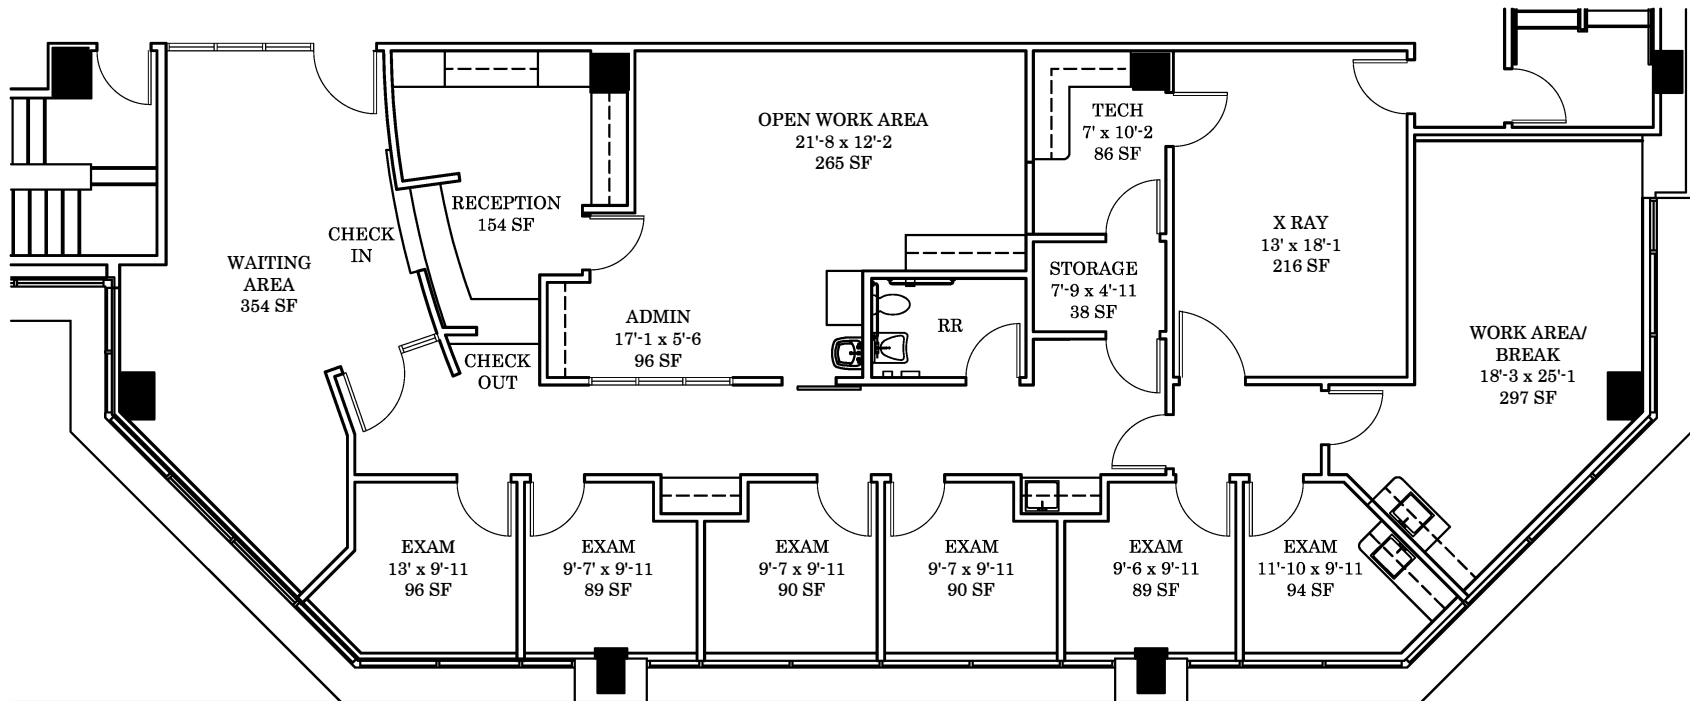 OPEN WORK AREA
21'-8 x 12'-2
265 SF
TECH
7' x 10'-2
86 SF
RECEPTION
154 SF
CHECK
IN
WAITING
AREA
354 SF
X RAY
13' x 18'-1
216 SF
STORAGE
7'-9 x 4'-11
38 SF
ADMIN
17'-1 x 5'-6
96 SF
RR
WORK AREA/
BREAK
18'-3 x 25'-1
297 SF
CHECK
OUT
EXAM
13' x 9'-11
96 SF
EXAM
9'-7' x 9'-11
89 SF
EXAM
9'-7 x 9'-11
90 SF
EXAM
9'-7 x 9'-11
90 SF
EXAM
9'-6 x 9'-11
89 SF
EXAM
11'-10 x 9'-11
94 SF